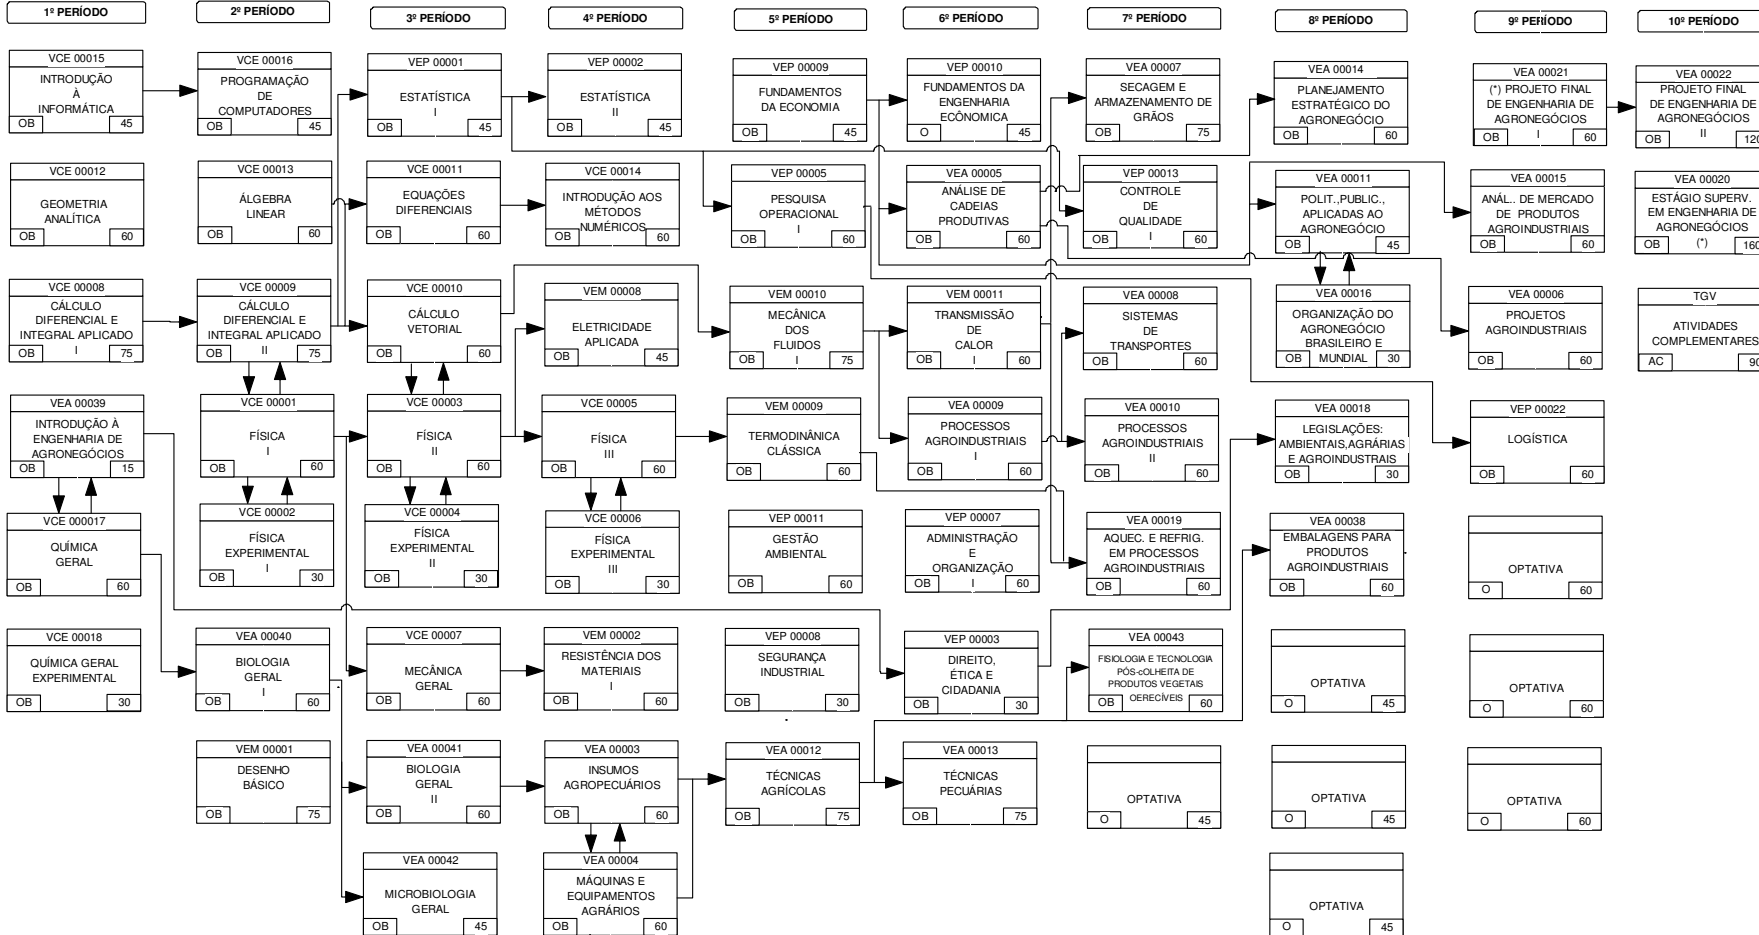 1º PERÍODO
2º PERÍODO
3º PERÍODO
4º PERÍODO
5º PERÍODO
6º PERÍODO
7º PERÍODO
8º PERÍODO
9º PERÍODO
10º PERÍODO
VCE 00015
INTRODUÇÃO
À
INFORMÁTICA
OB 45
VCE 00016
PROGRAMAÇÃO
DE
COMPUTADORES
OB 45
VEP 00001
ESTATÍSTICA
I
OB 45
VEP 00002
ESTATÍSTICA
II
OB 45
VEP 00009
FUNDAMENTOS
DA ECONOMIA
OB 45
VEP 00010
FUNDAMENTOS DA
ENGENHARIA
ECÔNOMICA
O 45
VEA 00007
SECAGEM E
ARMAZENAMENTO DE
GRÃOS
OB 75
VEA 00014
PLANEJAMENTO
ESTRATÉGICO DO
AGRONEGÓCIO
OB 60
VEA 00021
(*) PROJETO FINAL
DE ENGENHARIA DE
AGRONEGÓCIOS
I
OB 60
VEA 00022
PROJETO FINAL
DE ENGENHARIA DE
AGRONEGÓCIOS
II
OB 120
VCE 00012
GEOMETRIA
ANALÍTICA
OB 60
VCE 00013
ÁLGEBRA
LINEAR
OB 60
VCE 00011
EQUAÇÕES
DIFERENCIAIS
OB 60
VCE 00014
INTRODUÇÃO AOS
MÉTODOS
NUMÉRICOS
OB 60
VEP 00005
PESQUISA
OPERACIONAL
I
OB 60
VEA 00005
ANÁLISE DE
CADEIAS
PRODUTIVAS
OB 60
VEP 00013
CONTROLE
DE
QUALIDADE
I
OB 60
VEA 00011
POLIT.,PUBLIC.,
APLICADAS AO
AGRONEGÓCIO
OB 45
VEA 00015
ANÁL.. DE MERCADO
DE PRODUTOS
AGROINDUSTRIAIS
OB 60
VEA 00020
ESTÁGIO SUPERV.
EM ENGENHARIA DE
AGRONEGÓCIOS
(*)
OB 160
VCE 00008
CÁLCULO
DIFERENCIAL E
INTEGRAL APLICADO
I
OB 75
VCE 00009
CÁLCULO
DIFERENCIAL E
INTEGRAL APLICADO
II
OB 75
VCE 00010
CÁLCULO
VETORIAL
OB 60
VEM 00008
ELETRICIDADE
APLICADA
OB 45
VEM 00010
MECÂNICA
DOS
FLUIDOS
I
OB 75
VEM 00011
TRANSMISSÃO
DE
CALOR
I
OB 60
VEA 00008
SISTEMAS
DE
TRANSPORTES
OB 60
VEA 00016
ORGANIZAÇÃO DO
AGRONEGÓCIO
BRASILEIRO E
MUNDIAL
OB 30
VEA 00006
PROJETOS
AGROINDUSTRIAIS
OB 60
TGV
ATIVIDADES
COMPLEMENTARES
AC 90
VEA 00039
INTRODUÇÃO À
ENGENHARIA DE
AGRONEGÓCIOS
OB 15
VCE 00001
FÍSICA
I
OB 60
VCE 00003
FÍSICA
II
OB 60
VCE 00005
FÍSICA
III
OB 60
VEM 00009
TERMODINÂNICA
CLÁSSICA
OB 60
VEA 00009
PROCESSOS
AGROINDUSTRIAIS
I
OB 60
VEA 00010
PROCESSOS
AGROINDUSTRIAIS
II
OB 60
VEA 00018
LEGISLAÇÕES:
AMBIENTAIS,AGRÁRIAS
E AGROINDUSTRAIS
OB 30
VEP 00022
LOGÍSTICA
OB 60
VCE 000017
QUÍMICA
GERAL
OB 60
VCE 00002
FÍSICA
EXPERIMENTAL
I
OB 30
VCE 00004
FÍSICA
EXPERIMENTAL
II
OB 30
VCE 00006
FÍSICA
EXPERIMENTAL
III
OB 30
VEP 00011
GESTÃO
AMBIENTAL
OB 60
VEP 00007
ADMINISTRAÇÃO
E
ORGANIZAÇÃO
I
OB 60
VEA 00019
AQUEC. E REFRIG.
EM PROCESSOS
AGROINDUSTRIAIS
OB 60
VEA 00038
EMBALAGENS PARA
PRODUTOS
AGROINDUSTRIAIS
OB 60
OPTATIVA
O 60
VCE 00018
QUÍMICA GERAL
EXPERIMENTAL
OB 30
VEA 00040
BIOLOGIA
GERAL
I
OB 60
VCE 00007
MECÂNICA
GERAL
OB 60
VEM 00002
RESISTÊNCIA DOS
MATERIAIS
I
OB 60
VEP 00008
SEGURANÇA
INDUSTRIAL
OB 30
VEP 00003
DIREITO,
ÉTICA E
CIDADANIA
OB 30
VEA 00043
FISIOLOGIA E TECNOLOGIA
PÓS-cOLHEITA DE
PRODUTOS VEGETAIS
OERECÍVEIS
OB 60
OPTATIVA
O 45
OPTATIVA
O 60
VEM 00001
DESENHO
BÁSICO
OB 75
VEA 00041
BIOLOGIA
GERAL
II
OB 60
VEA 00003
INSUMOS
AGROPECUÁRIOS
OB 60
VEA 00012
TÉCNICAS
AGRÍCOLAS
OB 75
VEA 00013
TÉCNICAS
PECUÁRIAS
OB 75
OPTATIVA
O 45
OPTATIVA
O 45
OPTATIVA
O 60
VEA 00042
MICROBIOLOGIA
GERAL
OB 45
VEA 00004
MÁQUINAS E
EQUIPAMENTOS
AGRÁRIOS
OB 60
OPTATIVA
O 45